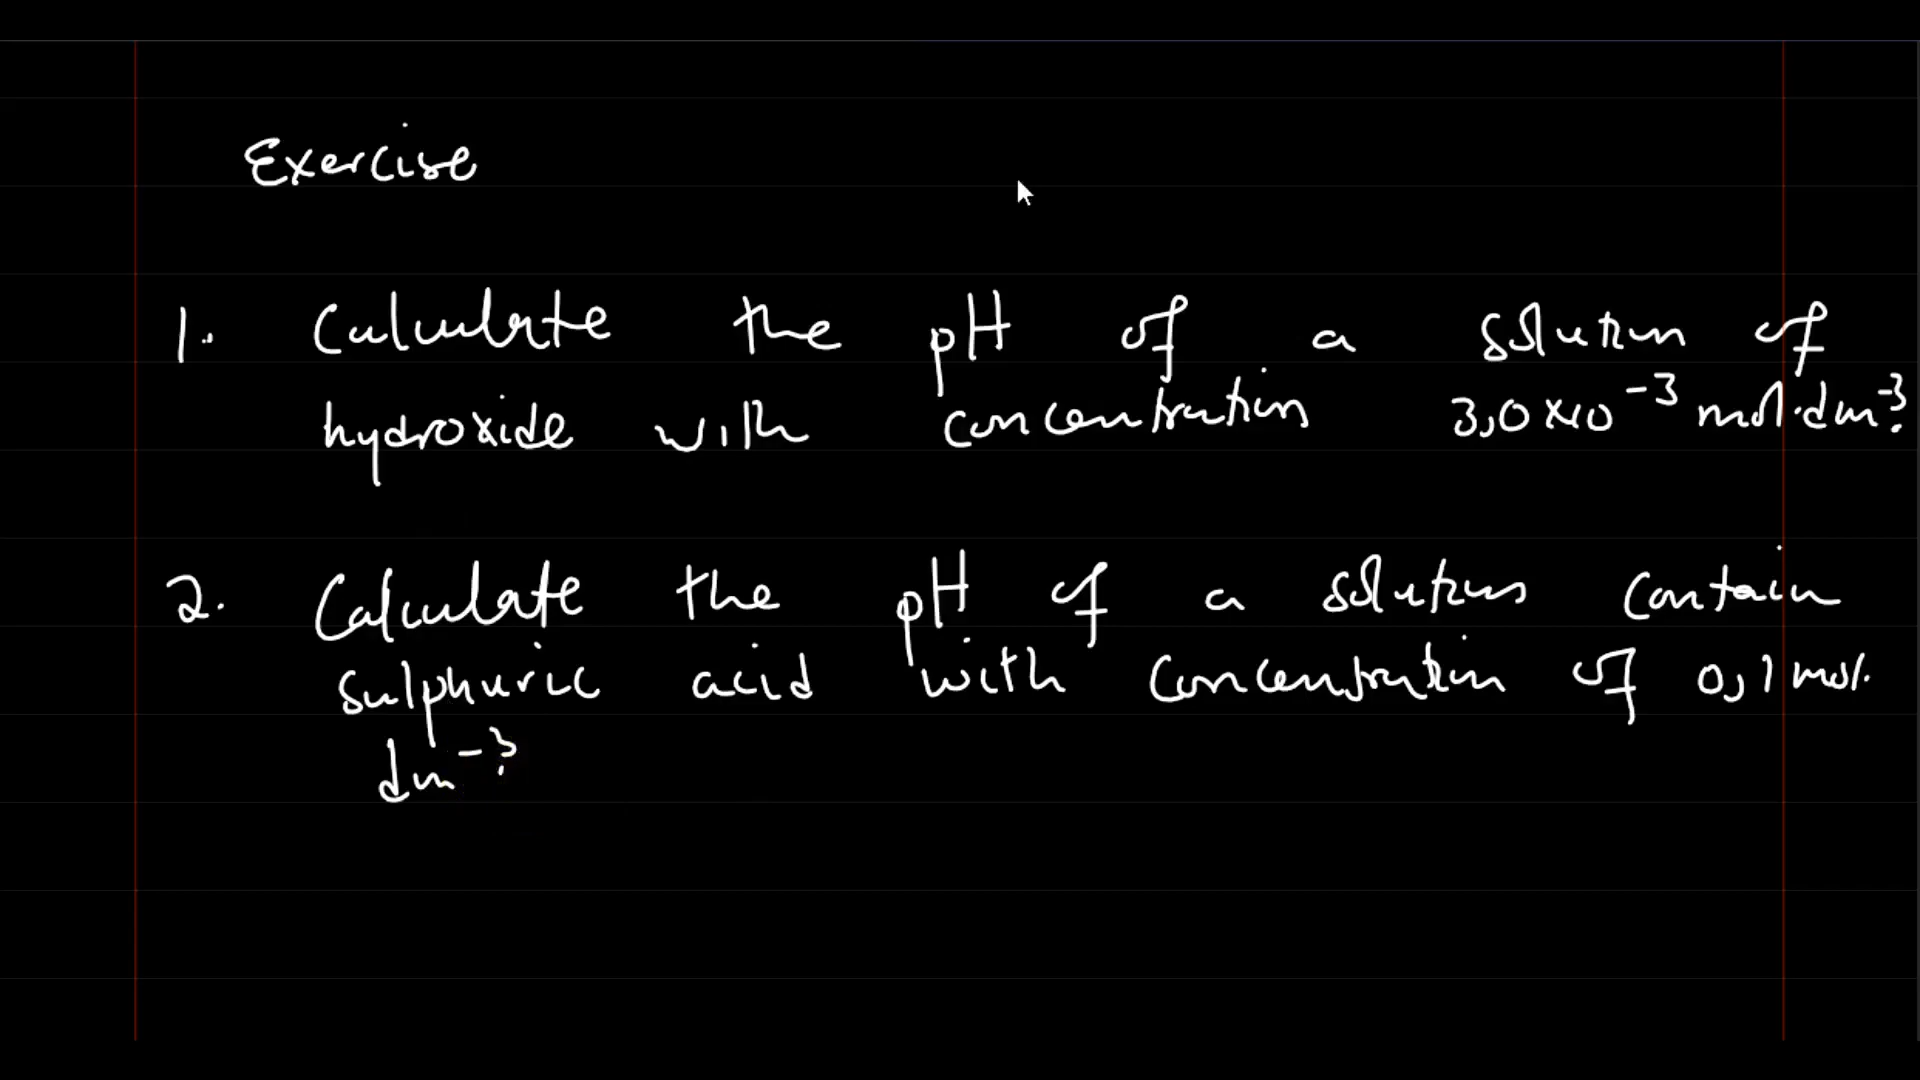 Exercise
1. Calculate the pH of a solution of
hydroxide with concentration 3,0×10⁻³ mol.dm⁻³?
2. Calculate the pH of a solution contain
sulphuric acid with concentration of 0,1 mol.
dm⁻³?